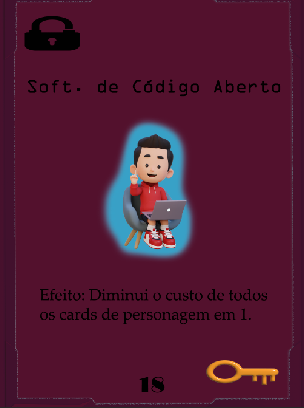 Soft. de Código Aberto
Efeito: Diminui o custo de todos
os cards de personagem em 1.
18